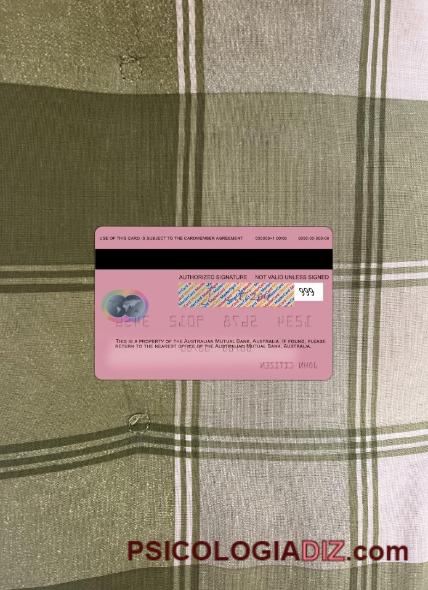 USE OF THIS CARD IS SUBJECT TO THE CARDMEMBER AGREEMENT
AUTHORIZED SIGNATURE NOT VALID UNLESS SIGNED
999
THIS IS A PROPERTY OF THE AUSTRALIAN MUTUAL BANK, AUSTRALIA. IF FOUND, PLEASE
RETURN TO THE NEAREST OFFICE OF THE AUSTRALIAN MUTUAL BANK, AUSTRALIA.
JOHN CITIZEN
PSICOLOGIADIZ.com